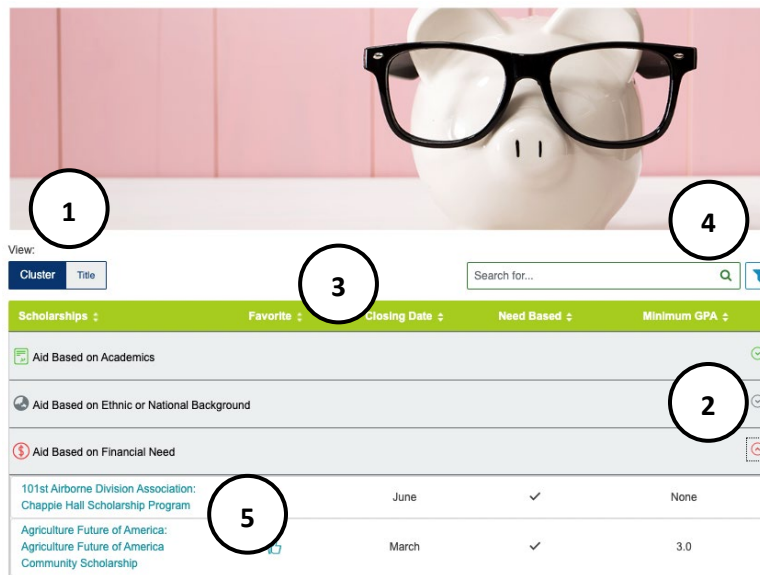 1
4
View:
Cluster Title
3
Search for...
Scholarships Favorite Closing Date Need Based Minimum GPA
Aid Based on Academics
Aid Based on Ethnic or National Background
2
$ Aid Based on Financial Need
101st Airborne Division Association:
Chappie Hall Scholarship Program
June None
5
Agriculture Future of America:
Agriculture Future of America
Community Scholarship
March 3.0